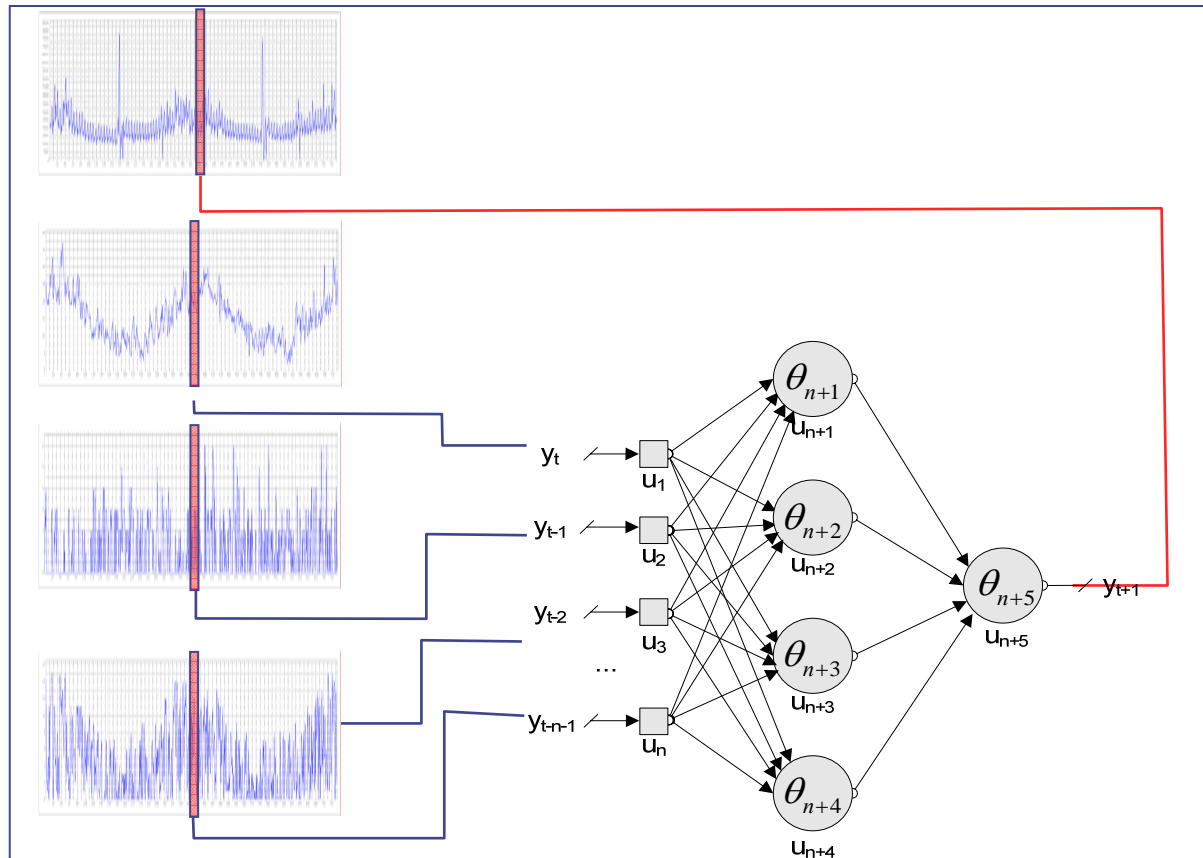 θn+1
un+1
yt
u1
θn+2
yt-1
u2
un+2
θn+5
yt+1
yt-2
u3
un+5
θn+3
...
yt-n-1
un
un+3
θn+4
un+4